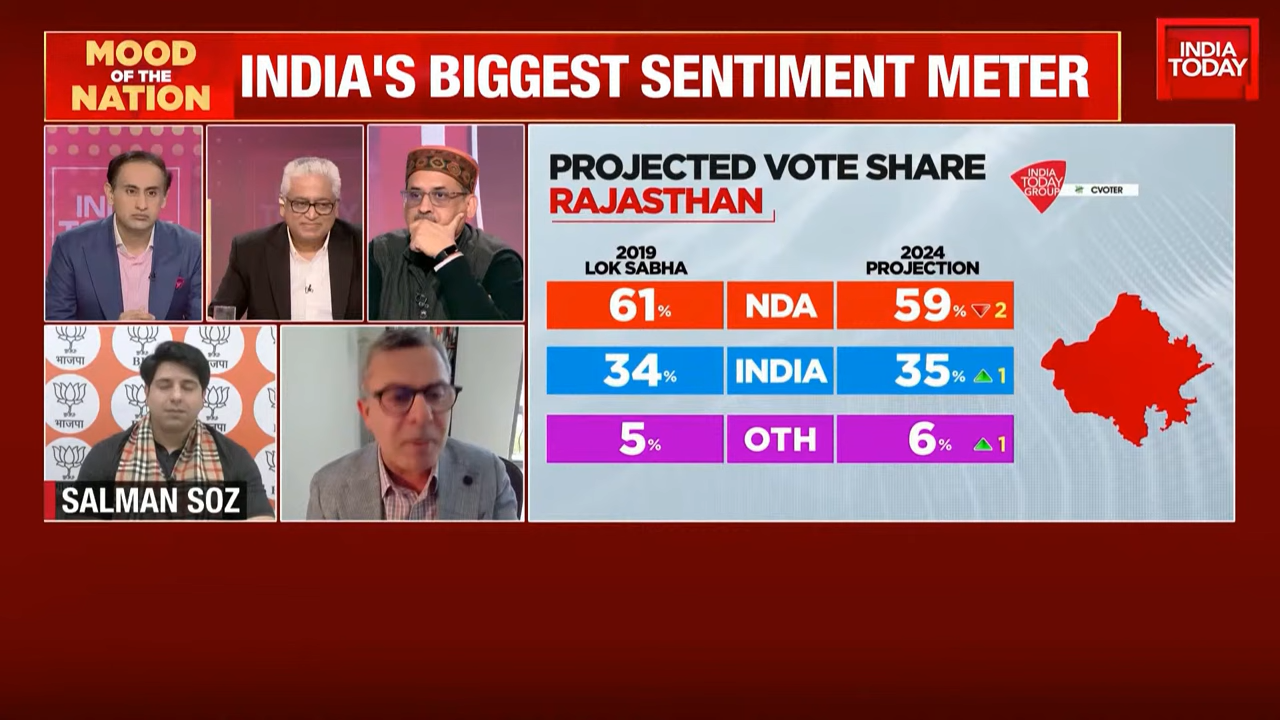 MOOD
OF THE
NATION
INDIA'S BIGGEST SENTIMENT METER
INDIA
TODAY
PROJECTED VOTE SHARE
RAJASTHAN
INDIA
TODAY
GROUP
CVOTER
2019
LOK SABHA
2024
PROJECTION
61% NDA 59% 2
34% INDIA 35% 1
5% OTH 6% 1
भाजपा
भाजपा
भाजपा
SALMAN SOZ